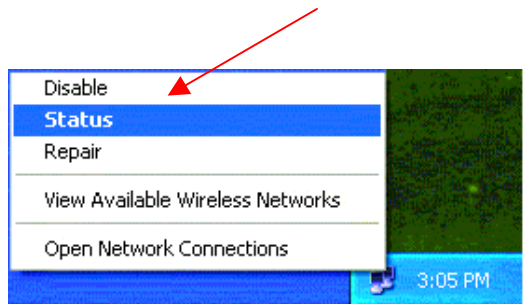 Disable
Status
Repair
View Available Wireless Networks
Open Network Connections
3:05 PM